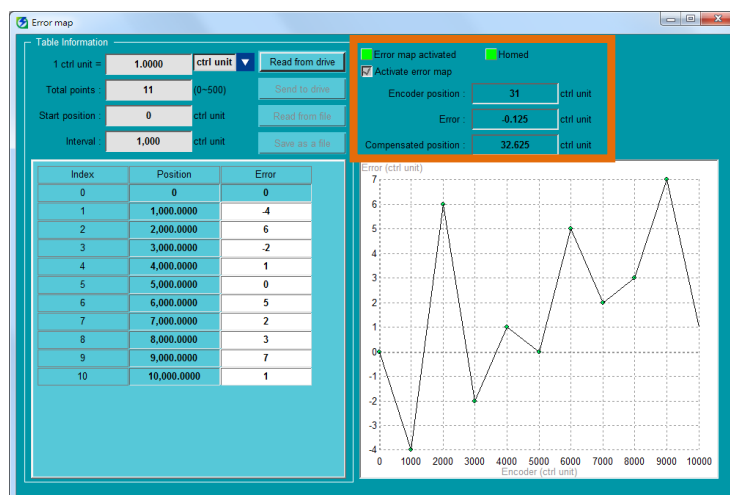 Error map
Table Information
1 ctrl unit = 1.0000 ctrl unit Read from drive
Total points : 11 (0~500) Send to drive
Start position : 0 ctrl unit Read from file
Interval : 1,000 ctrl unit Save as a file
Error map activated Homed
Activate error map
Encoder position : 31 ctrl unit
Error : -0.125 ctrl unit
Compensated position : 32.625 ctrl unit
Index Position Error
0 0 0
1 1,000.0000 -4
2 2,000.0000 6
3 3,000.0000 -2
4 4,000.0000 1
5 5,000.0000 0
6 6,000.0000 5
7 7,000.0000 2
8 8,000.0000 3
9 9,000.0000 7
10 10,000.0000 1
Error (ctrl unit)
7
6
5
4
3
2
1
0
-1
-2
-3
-4
0 1000 2000 3000 4000 5000 6000 7000 8000 9000 10000
Encoder (ctrl unit)